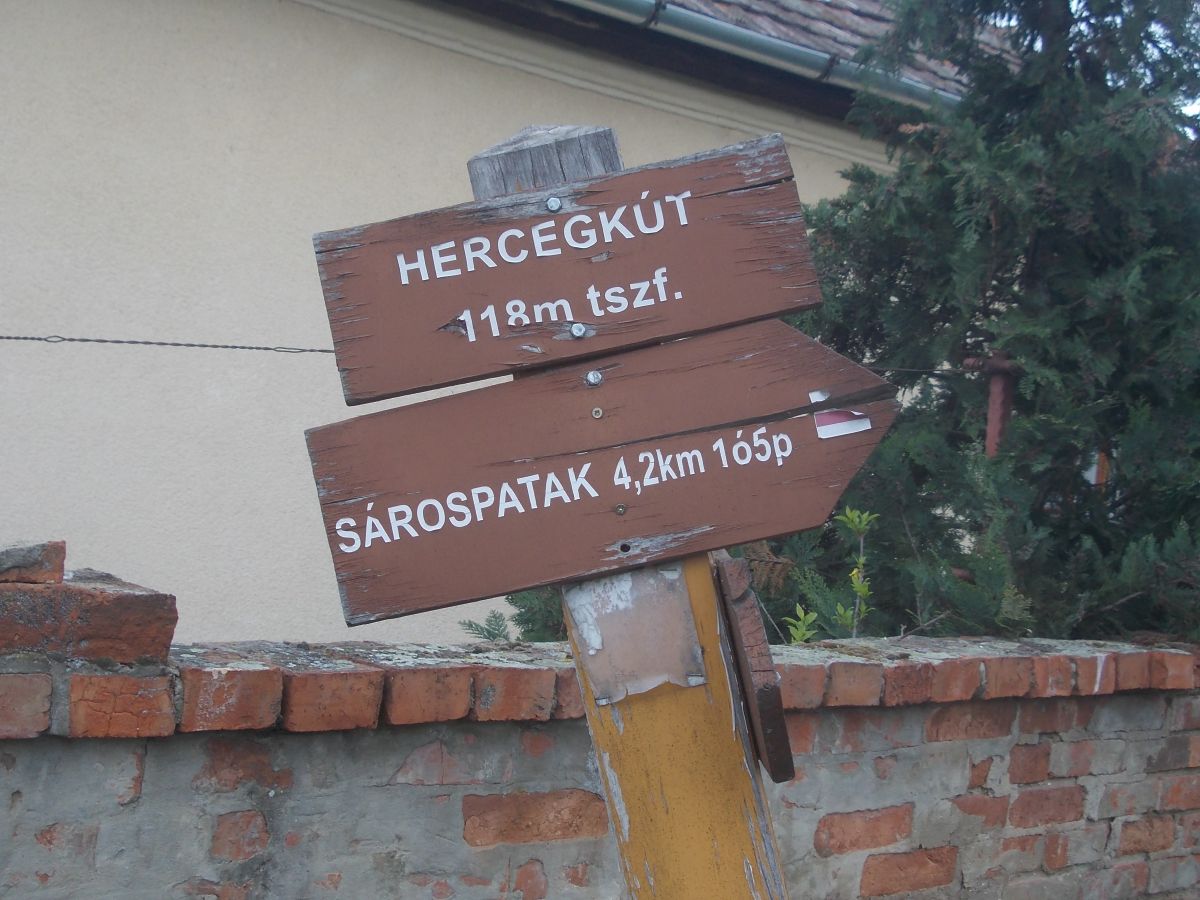 HERCEGKÚT
118m tszf.
SÁROSPATAK 4,2km 1ó5p